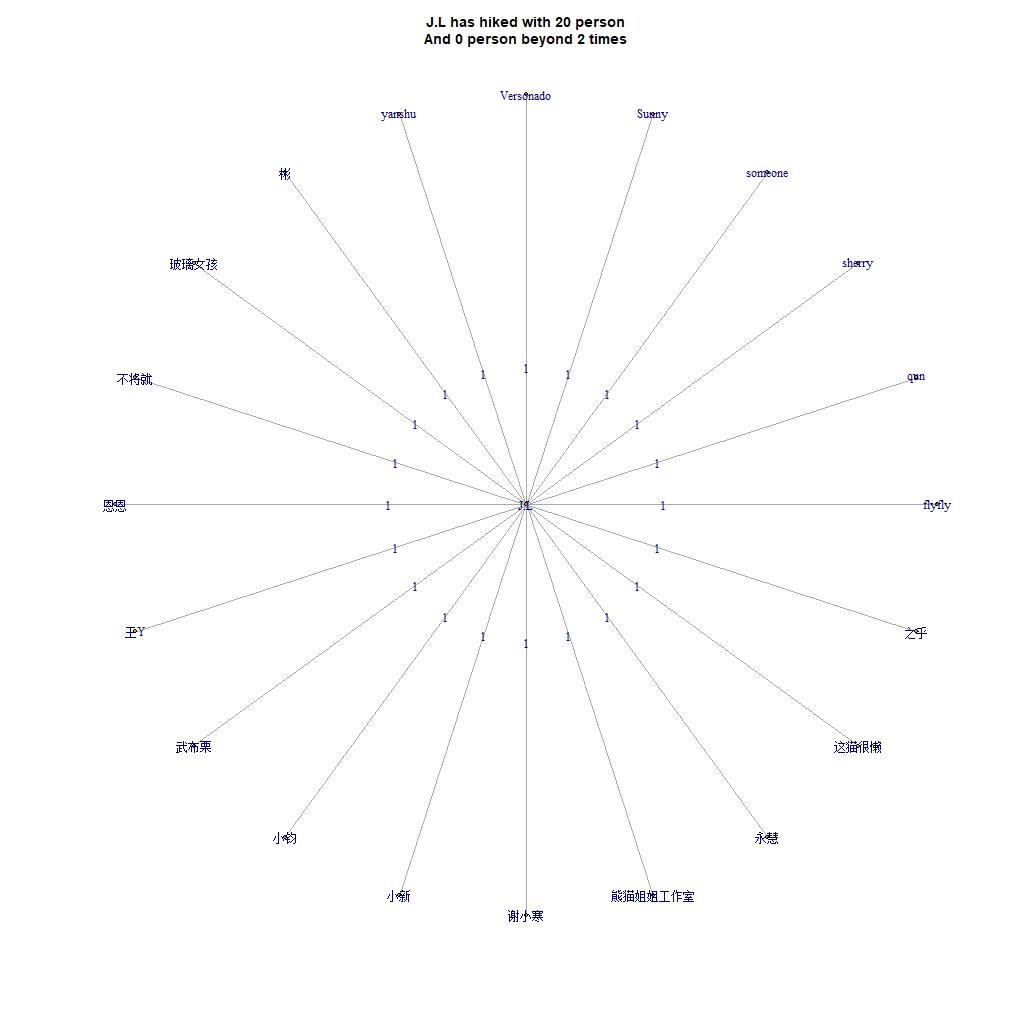 J.L has hiked with 20 person
And 0 person beyond 2 times
Versonado
yanshu
Sunny
彬
someone
玻璃女孩
sherry
不将就
qun
1
1
1
1
1
1
1
1
1
恩恩
1
J.L
1
flyfly
1
1
1
1
1
1
1
1
1
王Y
之乎
武布栗
这猫很懒
小钧
永慧
小新
熊猫姐姐工作室
谢小寒